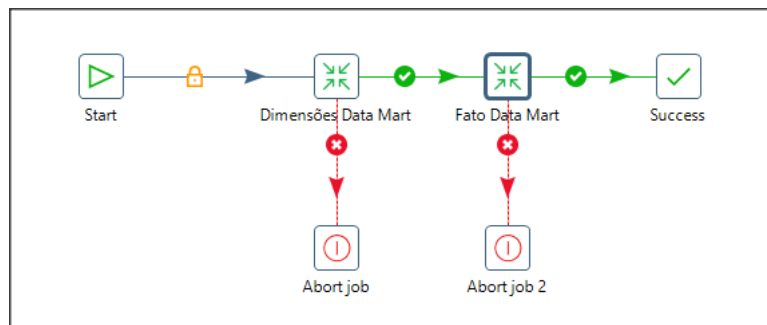 Start
Dimensões Data Mart
Fato Data Mart
Success
Abort job
Abort job 2